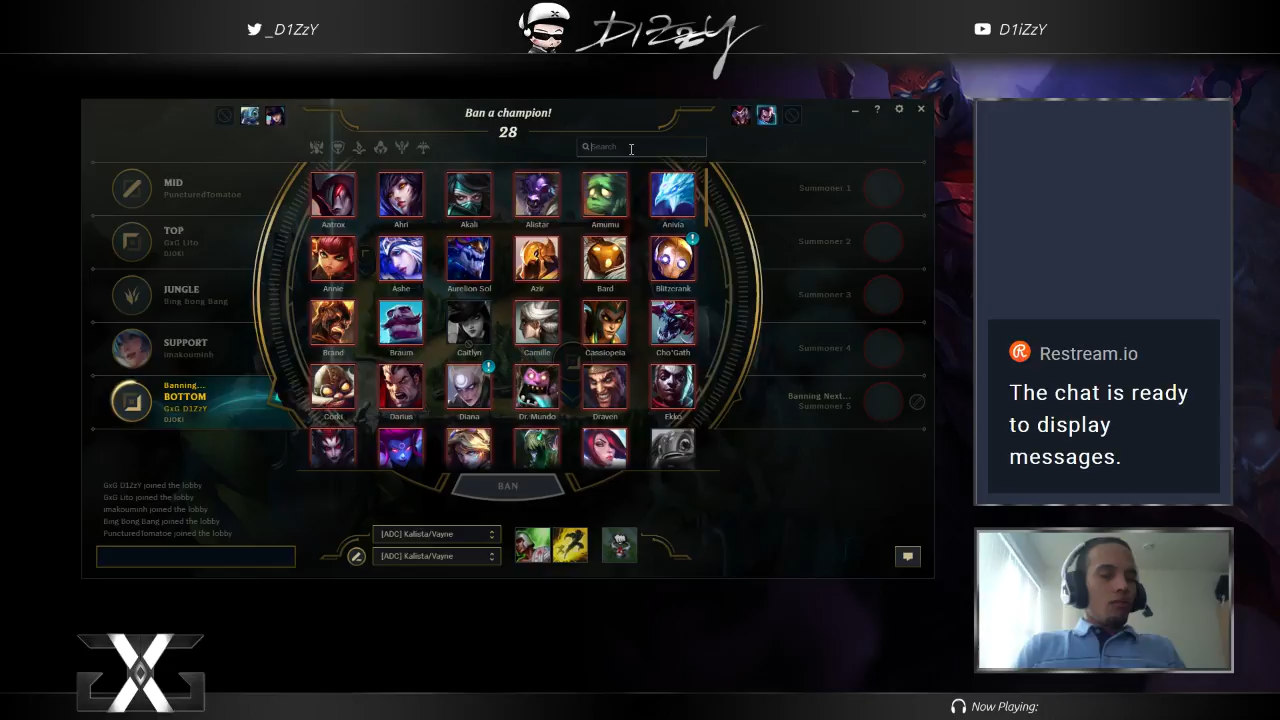 _D1ZzY
D1ZzY
D1iZzY
Ban a champion!
28
Search
MID
PuncturedTomatoe
TOP
GxG Lito
DJOKI
JUNGLE
Bing Bong Bang
SUPPORT
imakouminh
Banning....
BOTTOM
GxG D1ZzY
DJOKI
Aatrox
Ahri
Akali
Alistar
Amumu
Anivia
Annie
Ashe
Aurelion Sol
Azir
Bard
Blitzcrank
Brand
Braum
Caitlyn
Camille
Cassiopeia
Cho'Gath
Corki
Darius
Diana
Dr. Mundo
Draven
Ekko
Summoner 1
Summoner 2
Summoner 3
Summoner 4
Banning Next...
Summoner 5
BAN
GxG D1ZzY joined the lobby
GxG Lito joined the lobby
imakouminh joined the lobby
Bing Bong Bang joined the lobby
PuncturedTomatoe joined the lobby
[ADC] Kalista/Vayne
[ADC] Kalista/Vayne
Restream.io
The chat is ready
to display
messages.
Now Playing: